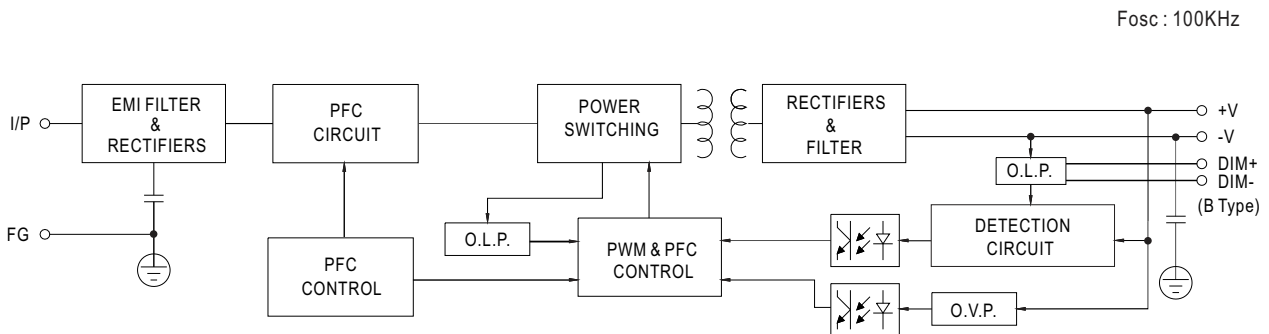 Fosc : 100KHz
I/P
EMI FILTER
&
RECTIFIERS
PFC
CIRCUIT
POWER
SWITCHING
RECTIFIERS
&
FILTER
+V
-V
O.L.P.
DIM+
DIM-
(B Type)
FG
O.L.P.
PFC
CONTROL
PWM & PFC
CONTROL
DETECTION
CIRCUIT
O.V.P.